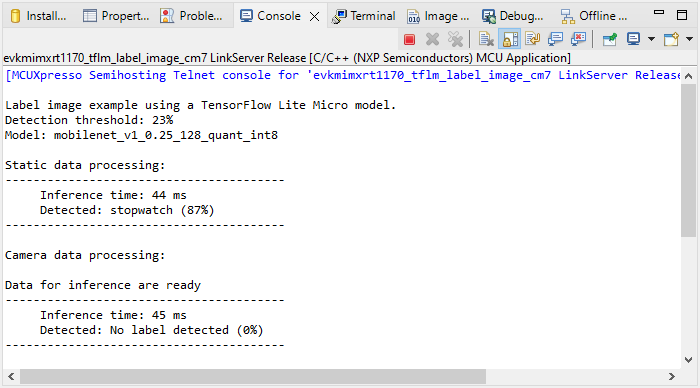 Install...
Propert...
Proble...
Console
Terminal
Image ...
Debug...
Offline ...
evkmimxrt1170_tflm_label_image_cm7 LinkServer Release [C/C++ (NXP Semiconductors) MCU Application]
[MCUXpresso Semihosting Telnet console for 'evkmimxrt1170_tflm_label_image_cm7 LinkServer Release
Label image example using a TensorFlow Lite Micro model.
Detection threshold: 23%
Model: mobilenet_v1_0.25_128_quant_int8
Static data processing:
----------------------------------------
Inference time: 44 ms
Detected: stopwatch (87%)
----------------------------------------
Camera data processing:
Data for inference are ready
----------------------------------------
Inference time: 45 ms
Detected: No label detected (0%)
----------------------------------------